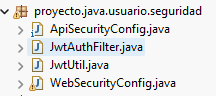 proyecto.java.usuario.seguridad
ApiSecurityConfig.java
JwtAuthFilter.java
JwtUtil.java
WebSecurityConfig.java